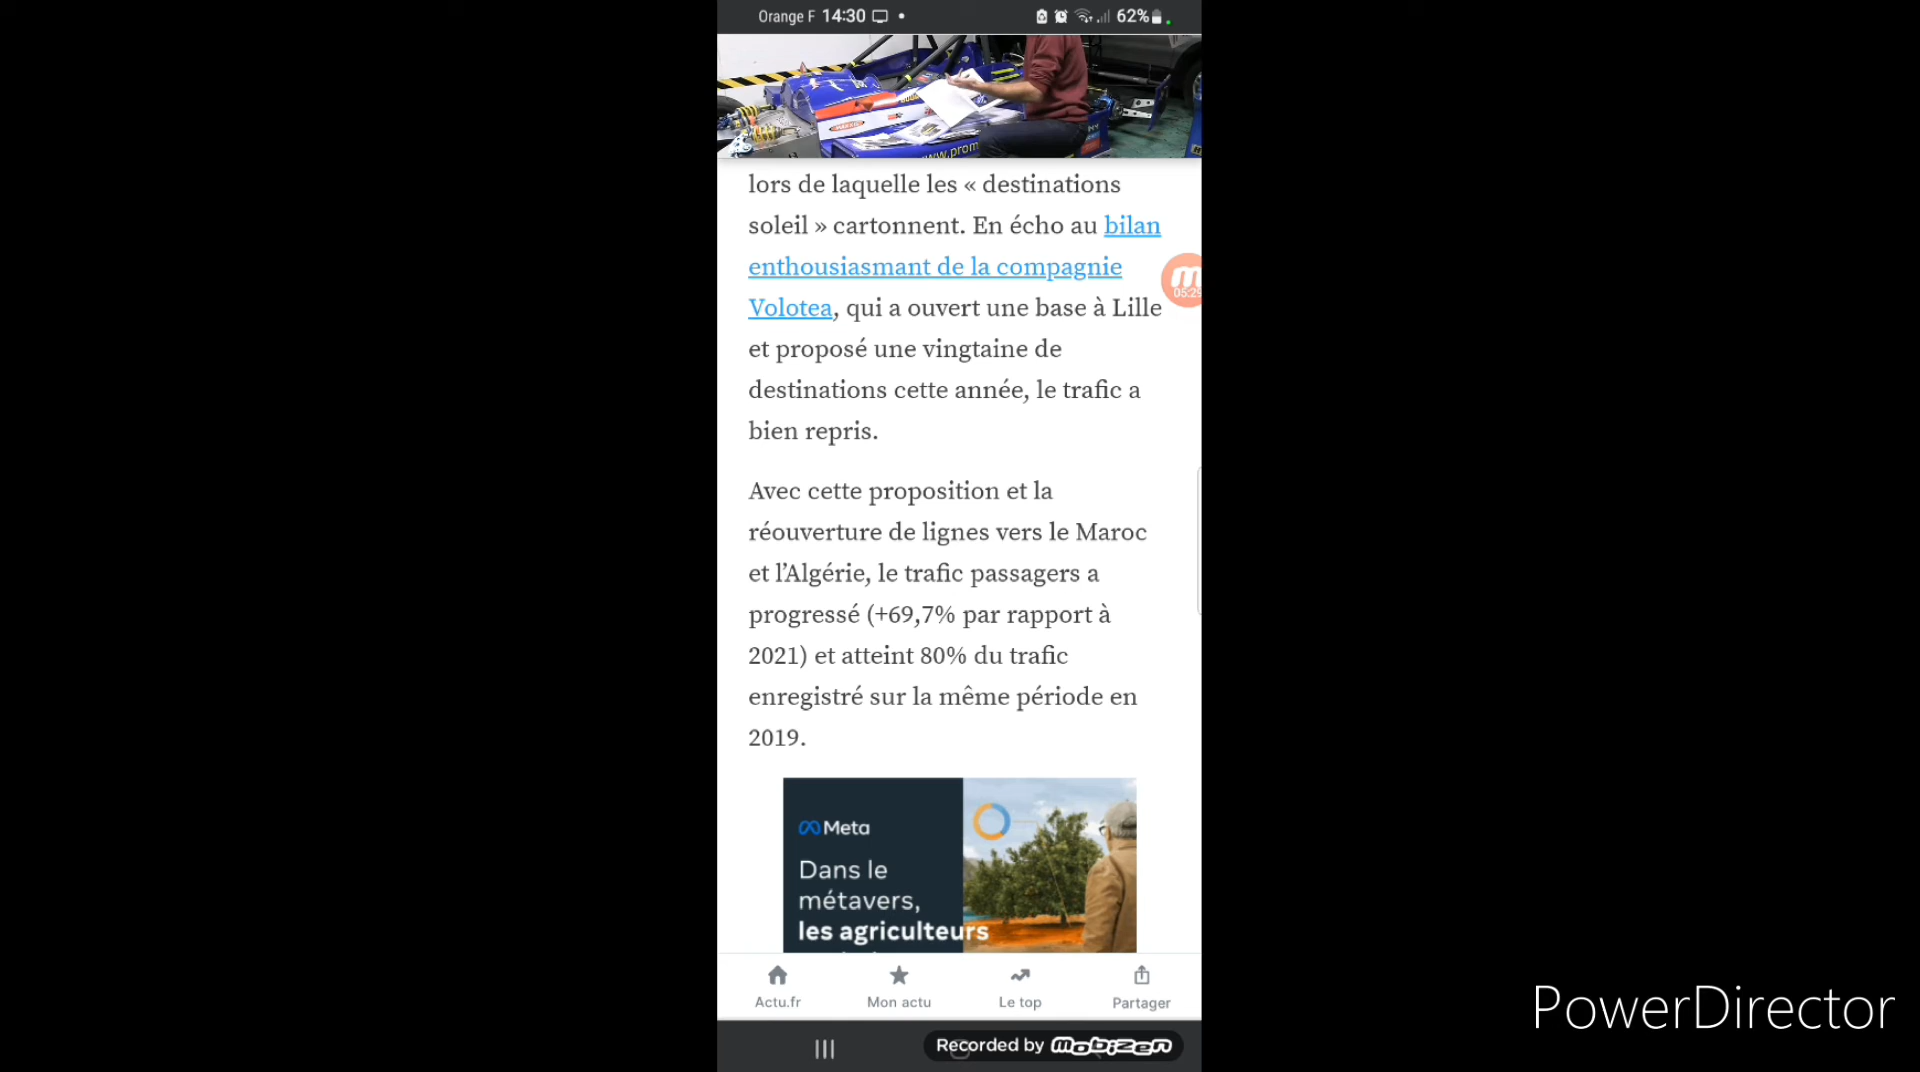 Orange F 14:30
62%
www.prom
lors de laquelle les « destinations
soleil » cartonnent. En écho au bilan
enthousiasmant de la compagnie
Volotea, qui a ouvert une base à Lille
et proposé une vingtaine de
destinations cette année, le trafic a
bien repris.
05:29
Avec cette proposition et la
réouverture de lignes vers le Maroc
et l’Algérie, le trafic passagers a
progressé (+69,7% par rapport à
2021) et atteint 80% du trafic
enregistré sur la même période en
2019.
Meta
Dans le
métavers,
les agriculteurs
Actu.fr
Mon actu
Le top
Partager
Recorded by mobizen
PowerDirector